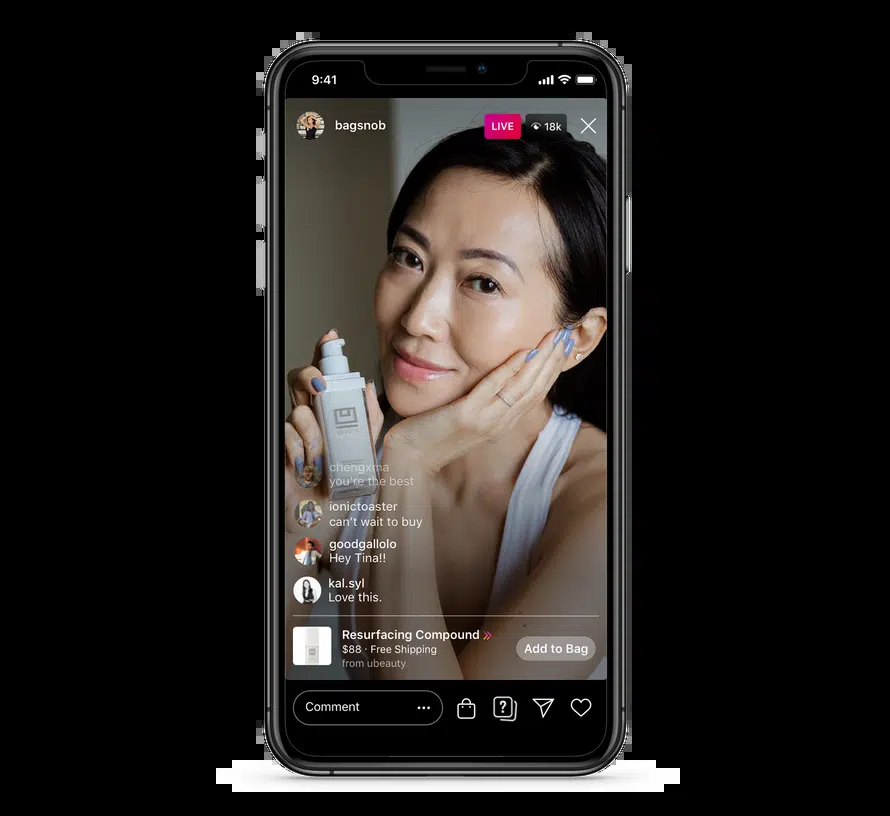 9:41
bagsnob
LIVE
18k
chengxma
you're the best
ionictoaster
can't wait to buy
goodgallolo
Hey Tina!!
kal.syl
Love this.
Resurfacing Compound
$88 · Free Shipping
from ubeauty
Add to Bag
Comment
?